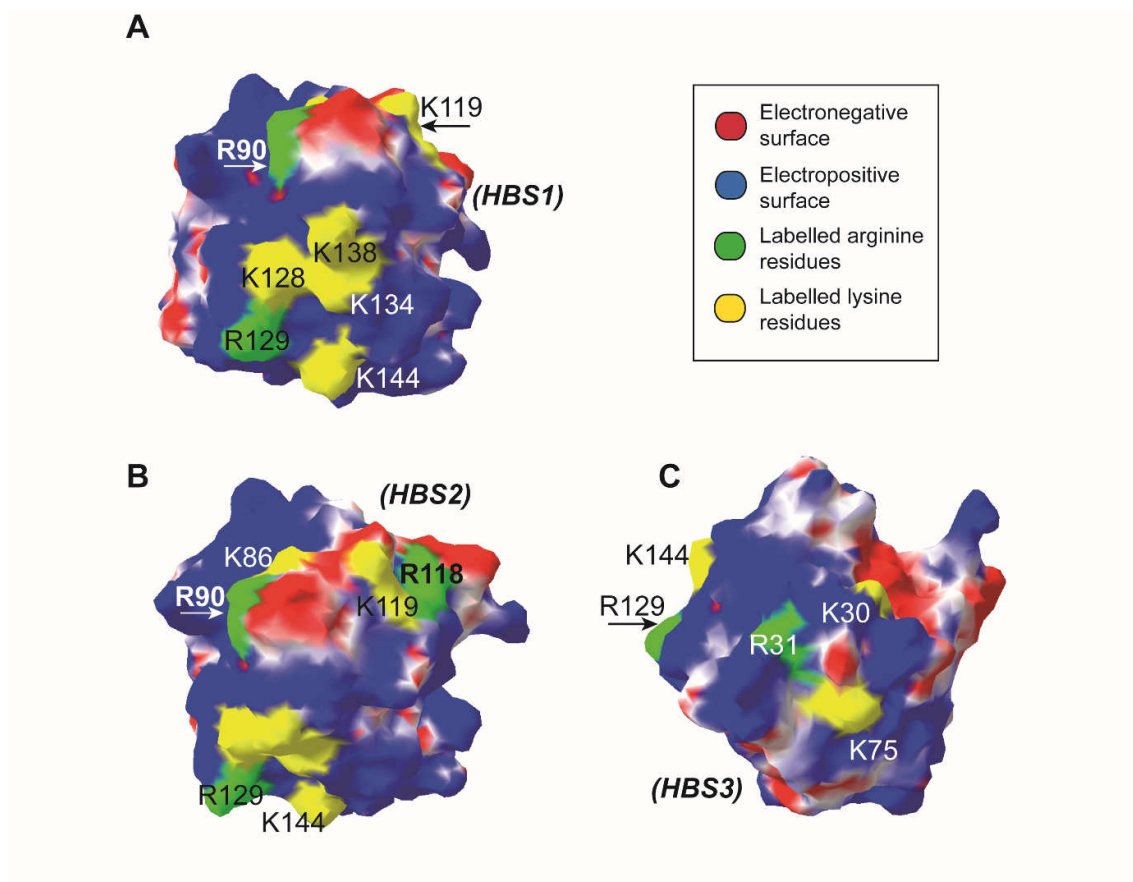 A
K119
R90
(HBS1)
K138
K128
K134
R129
K144
Electronegative
surface
Electropositive
surface
Labelled arginine
residues
Labelled lysine
residues
B
(HBS2)
K86
R90
R118
K119
R129
K144
C
K144
R129
K30
R31
K75
(HBS3)